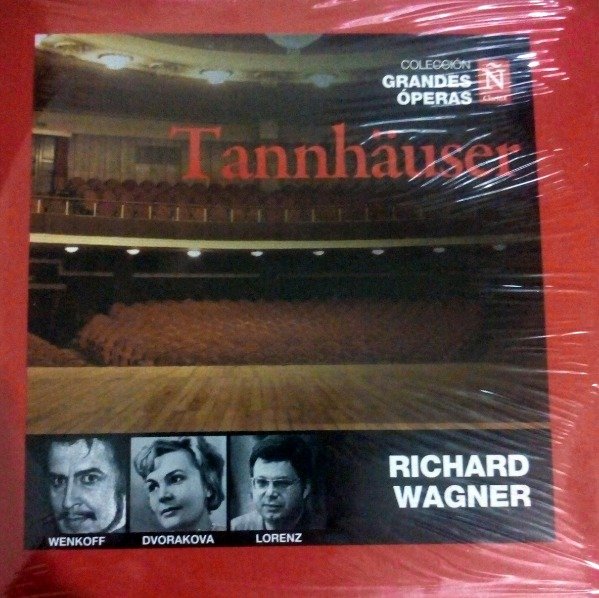 COLECCIÓN
GRANDES
ÓPERAS
Ñ
Tannhäuser
RICHARD
WAGNER
WENKOFF
DVORAKOVA
LORENZ